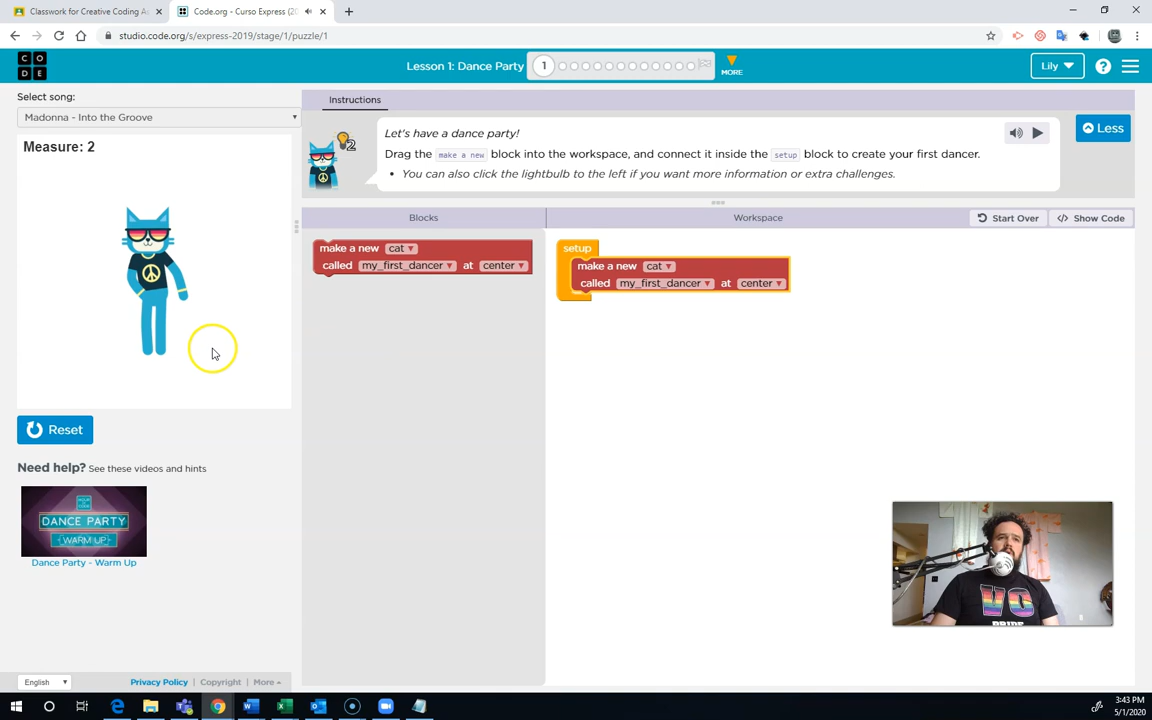 Classwork for Creative Coding A
Code.org - Curso Express (20
studio.code.org/s/express-2019/stage/1/puzzle/1
C O
D E
Lesson 1: Dance Party
1
MORE
Lily
?
Select song:
Madonna - Into the Groove
Measure: 2
Reset
Need help? See these videos and hints
DANCE PARTY
WARM UP
Dance Party - Warm Up
English
Privacy Policy | Copyright | More
Instructions
2
Let's have a dance party!
Drag the make a new block into the workspace, and connect it inside the setup block to create your first dancer.
• You can also click the lightbulb to the left if you want more information or extra challenges.
Less
Blocks
Workspace
Start Over
</> Show Code
make a new cat
called my_first_dancer at center
setup
make a new cat
called my_first_dancer at center
VO
PRIDE
3:43 PM
5/1/2020